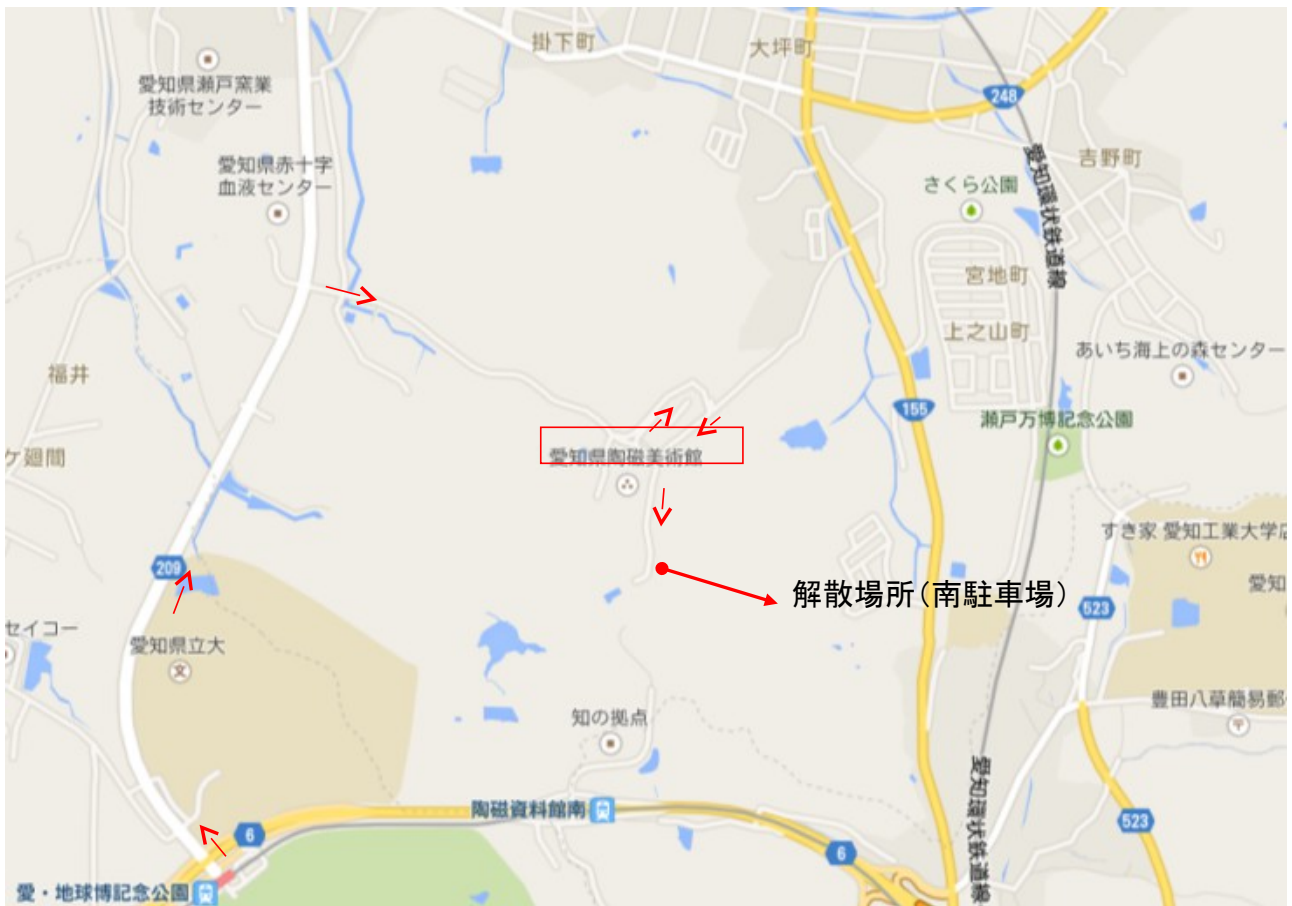 掛下町
大坪町
愛知県瀬戸窯業
技術センター
248
愛知環状鉄道線
吉野町
愛知県赤十字
血液センター
さくら公園
宮地町
上之山町
あいち海上の森センター
福井
155
瀬戸万博記念公園
ケ廻間
愛知県陶磁美術館
すき家 愛知工業大学店
209
愛知
解散場所(南駐車場)
523
セイコー
愛知県立大
文
豊田八草簡易郵
知の拠点
愛知環状鉄道線
陶磁資料館南
6
6
523
愛・地球博記念公園